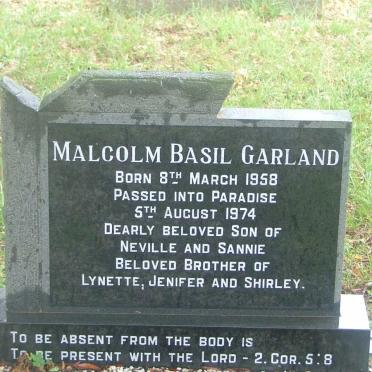 MALCOLM BASIL GARLAND
BORN 8TH MARCH 1958
PASSED INTO PARADISE
5TH AUGUST 1974
DEARLY BELOVED SON OF
NEVILLE AND SANNIE
BELOVED BROTHER OF
LYNETTE, JENIFER AND SHIRLEY.
TO BE ABSENT FROM THE BODY IS
TO BE PRESENT WITH THE LORD - 2. COR. 5:8